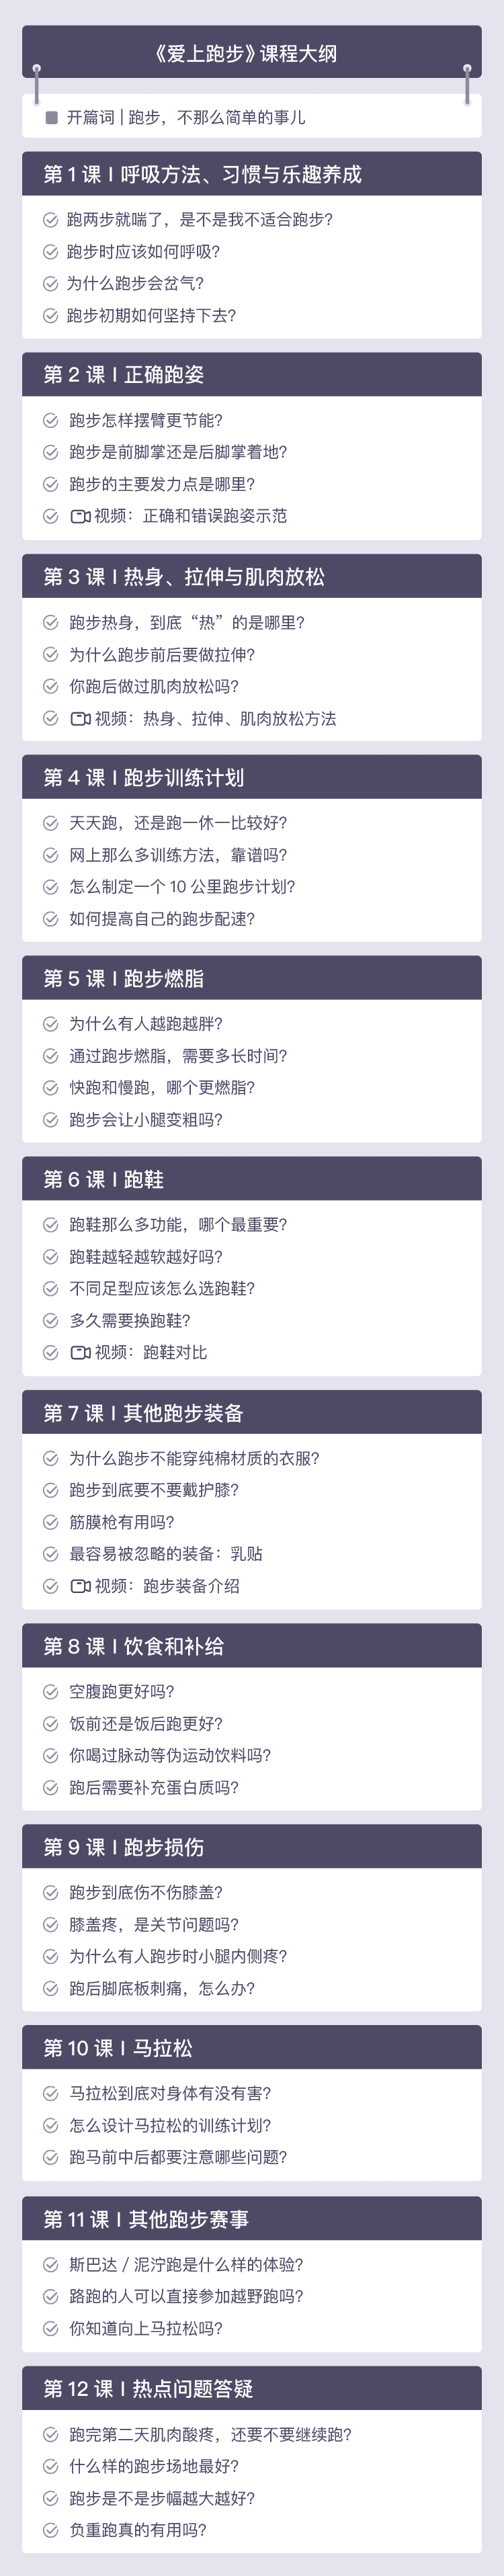 《爱上跑步》课程大纲
开篇词 | 跑步，不那么简单的事儿
第 1 课 | 呼吸方法、习惯与乐趣养成
跑两步就喘了，是不是我不适合跑步?
跑步时应该如何呼吸?
为什么跑步会岔气?
跑步初期如何坚持下去?
第 2 课 | 正确跑姿
跑步怎样摆臂更节能?
跑步是前脚掌还是后脚掌着地?
跑步的主要发力点是哪里?
视频：正确和错误跑姿示范
第 3 课 | 热身、拉伸与肌肉放松
跑步热身，到底“热”的是哪里?
为什么跑步前后要做拉伸?
你跑后做过肌肉放松吗?
视频：热身、拉伸、肌肉放松方法
第 4 课 | 跑步训练计划
天天跑，还是跑一休一比较好?
网上那么多训练方法，靠谱吗?
怎么制定一个 10 公里跑步计划?
如何提高自己的跑步配速?
第 5 课 | 跑步燃脂
为什么有人越跑越胖?
通过跑步燃脂，需要多长时间?
快跑和慢跑，哪个更燃脂?
跑步会让小腿变粗吗?
第 6 课 | 跑鞋
跑鞋那么多功能，哪个最重要?
跑鞋越轻越软越好吗?
不同足型应该怎么选跑鞋?
多久需要换跑鞋?
视频：跑鞋对比
第 7 课 | 其他跑步装备
为什么跑步不能穿纯棉材质的衣服?
跑步到底要不要戴护膝?
筋膜枪有用吗?
最容易被忽略的装备：乳贴
视频：跑步装备介绍
第 8 课 | 饮食和补给
空腹跑更好吗?
饭前还是饭后跑更好?
你喝过脉动等伪运动饮料吗?
跑后需要补充蛋白质吗?
第 9 课 | 跑步损伤
跑步到底伤不伤膝盖?
膝盖疼，是关节问题吗?
为什么有人跑步时小腿内侧疼?
跑后脚底板刺痛，怎么办?
第 10 课 | 马拉松
马拉松到底对身体有没有害?
怎么设计马拉松的训练计划?
跑马前中后都要注意哪些问题?
第 11 课 | 其他跑步赛事
斯巴达 / 泥泞跑是什么样的体验?
路跑的人可以直接参加越野跑吗?
你知道向上马拉松吗?
第 12 课 | 热点问题答疑
跑完第二天肌肉酸疼，还要不要继续跑?
什么样的跑步场地最好?
跑步是不是步幅越大越好?
负重跑真的有用吗?